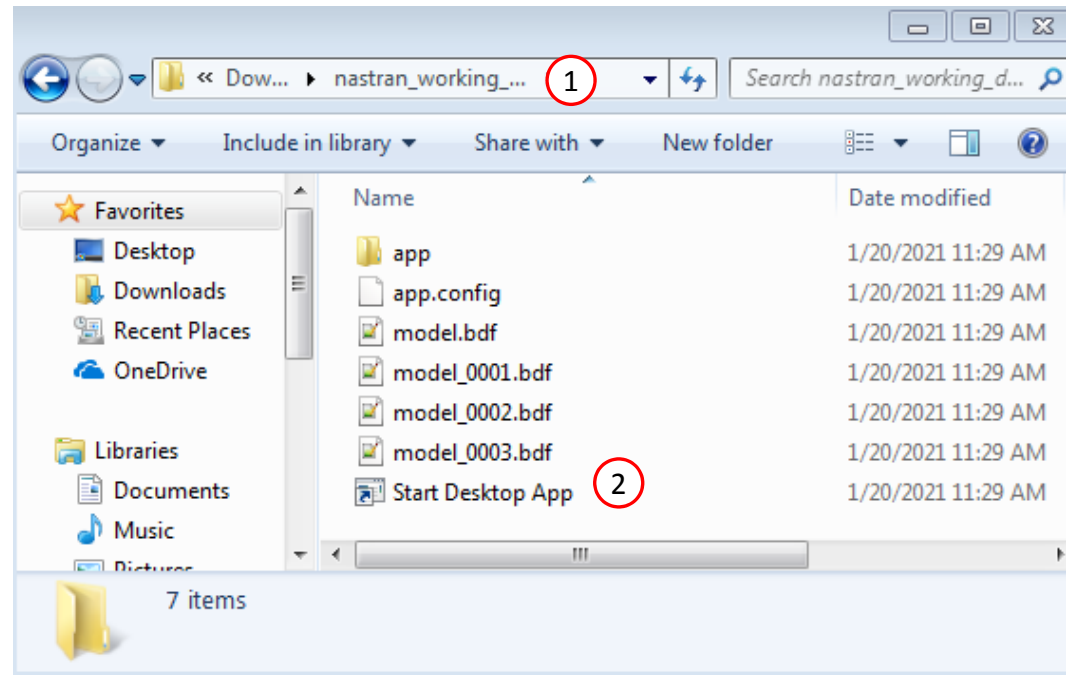 « Dow... nastran_working_... 1 Search nastran_working_d...
Organize Include in library Share with New folder
Name Date modified
Favorites
Desktop
Downloads
Recent Places
OneDrive
Libraries
Documents
Music
Pictures
app 1/20/2021 11:29 AM
app.config 1/20/2021 11:29 AM
model.bdf 1/20/2021 11:29 AM
model_0001.bdf 1/20/2021 11:29 AM
model_0002.bdf 1/20/2021 11:29 AM
model_0003.bdf 1/20/2021 11:29 AM
Start Desktop App 2 1/20/2021 11:29 AM
7 items